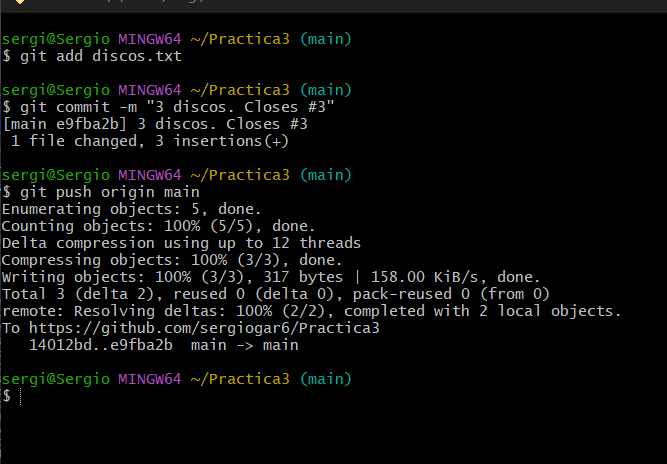 sergi@Sergio MINGW64 ~/Practica3 (main)
$ git add discos.txt
sergi@Sergio MINGW64 ~/Practica3 (main)
$ git commit -m "3 discos. Closes #3"
[main e9fba2b] 3 discos. Closes #3
 1 file changed, 3 insertions(+)
sergi@Sergio MINGW64 ~/Practica3 (main)
$ git push origin main
Enumerating objects: 5, done.
Counting objects: 100% (5/5), done.
Delta compression using up to 12 threads
Compressing objects: 100% (3/3), done.
Writing objects: 100% (3/3), 317 bytes | 158.00 KiB/s, done.
Total 3 (delta 2), reused 0 (delta 0), pack-reused 0 (from 0)
remote: Resolving deltas: 100% (2/2), completed with 2 local objects.
To https://github.com/sergiogar6/Practica3
   14012bd..e9fba2b  main -> main
sergi@Sergio MINGW64 ~/Practica3 (main)
$